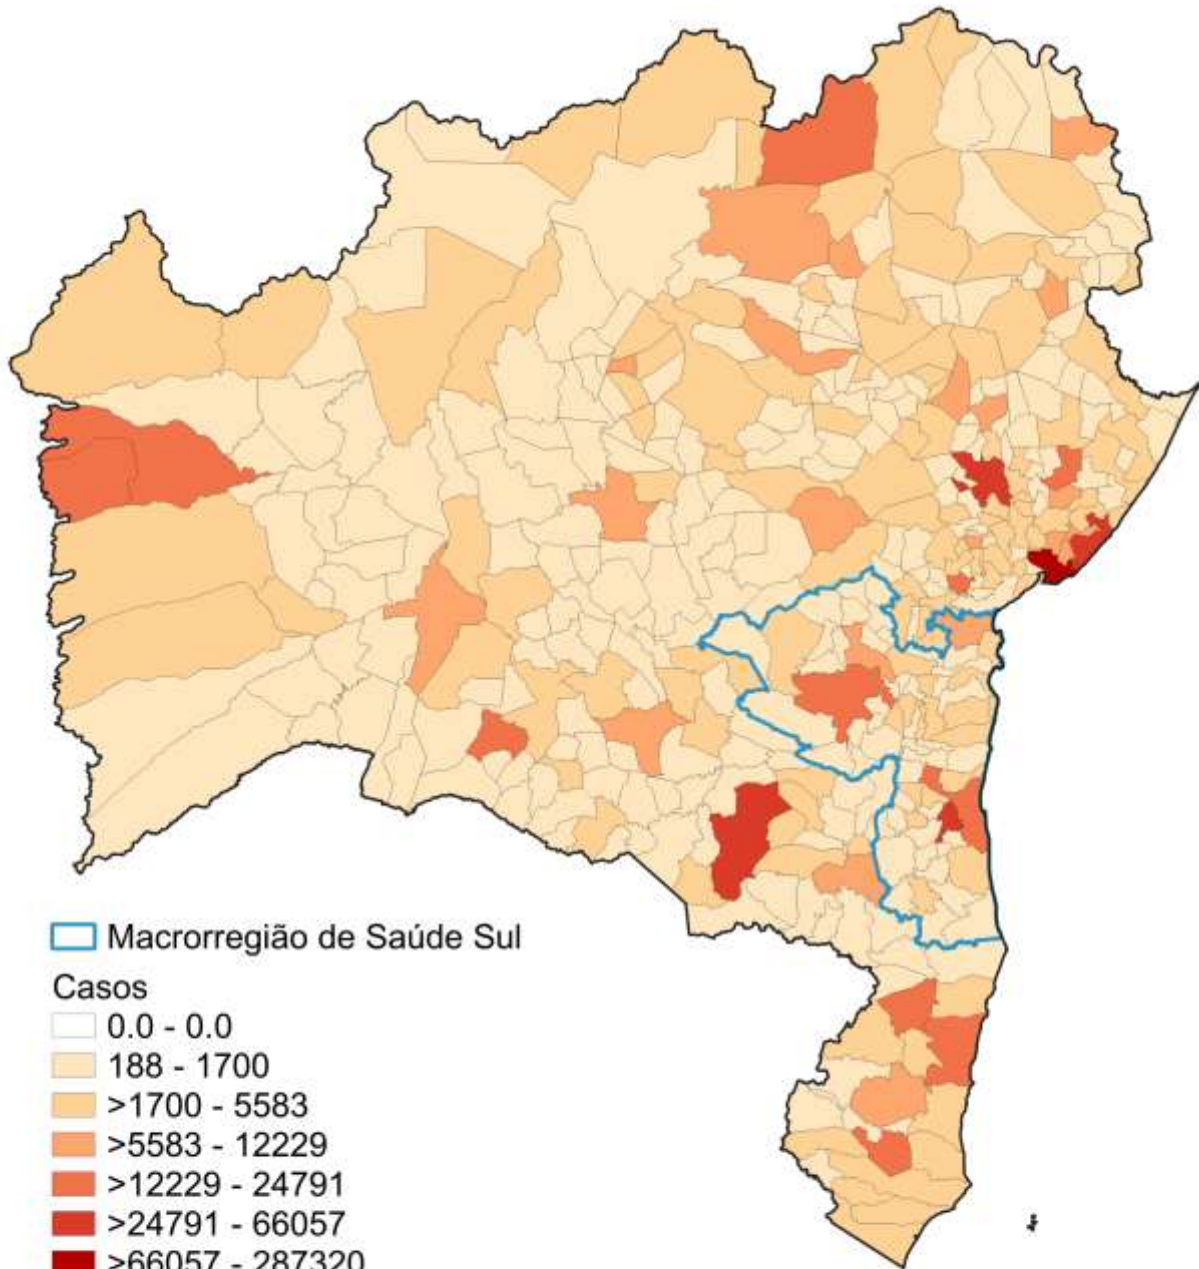 Macrorregião de Saúde Sul
Casos
0.0 - 0.0
188 - 1700
>1700 - 5583
>5583 - 12229
>12229 - 24791
>24791 - 66057
>66057 - 287320